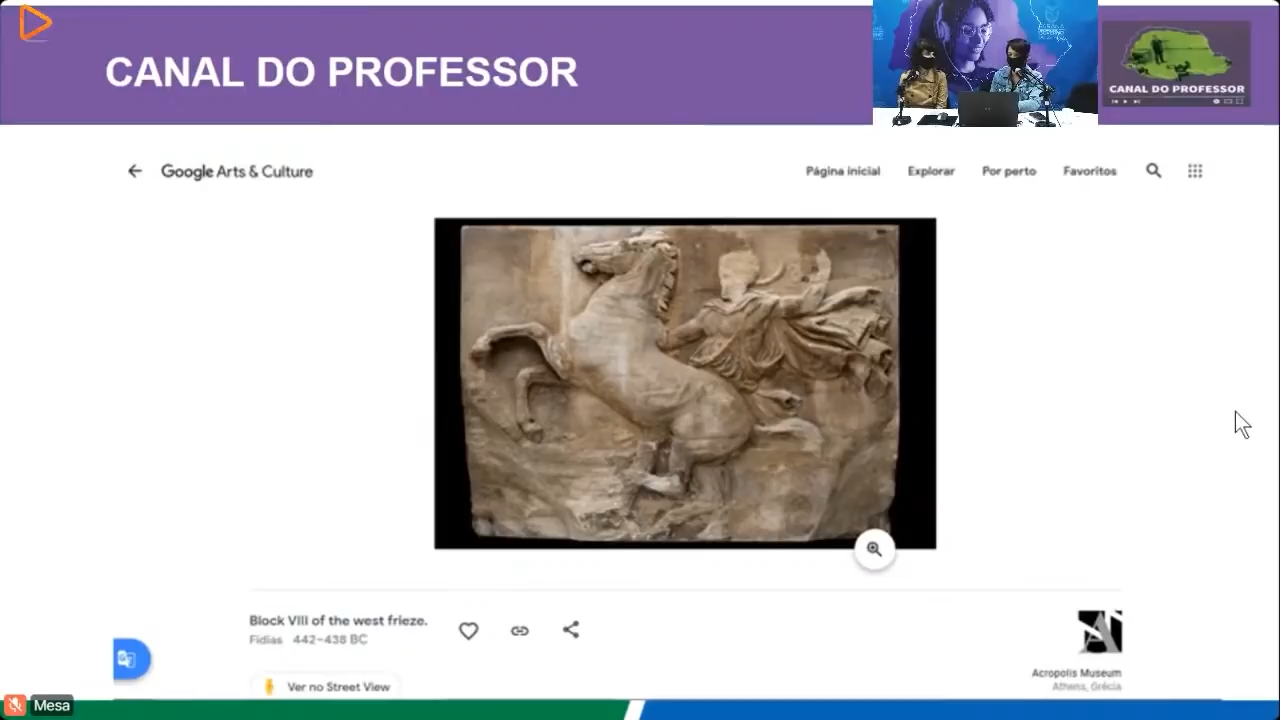 CANAL DO PROFESSOR
CANAL DO PROFESSOR
Google Arts & Culture
Página inicial
Explorar
Por perto
Favoritos
Block VIII of the west frieze.
Fídias 442–438 BC
Ver no Street View
Acropolis Museum
Athens, Grécia
Mesa